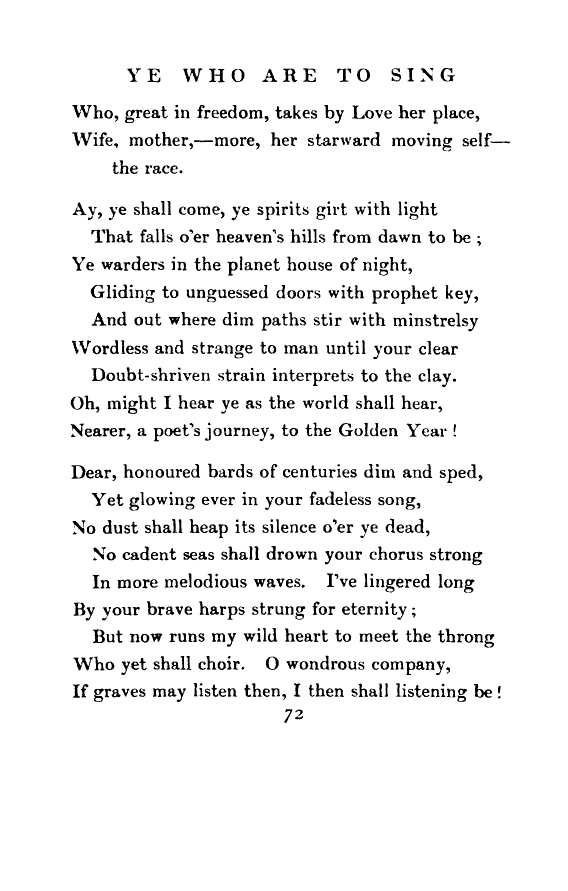 YE WHO ARE TO SING
Who, great in freedom, takes by Love her place,
Wife, mother,—more, her starward moving self—
the race.
Ay, ye shall come, ye spirits girt with light
That falls o'er heaven's hills from dawn to be ;
Ye warders in the planet house of night,
Gliding to unguessed doors with prophet key,
And out where dim paths stir with minstrelsy
Wordless and strange to man until your clear
Doubt-shriven strain interprets to the clay.
Oh, might I hear ye as the world shall hear,
Nearer, a poet's journey, to the Golden Year !
Dear, honoured bards of centuries dim and sped,
Yet glowing ever in your fadeless song,
No dust shall heap its silence o'er ye dead,
No cadent seas shall drown your chorus strong
In more melodious waves. I've lingered long
By your brave harps strung for eternity ;
But now runs my wild heart to meet the throng
Who yet shall choir. O wondrous company,
If graves may listen then, I then shall listening be !
72